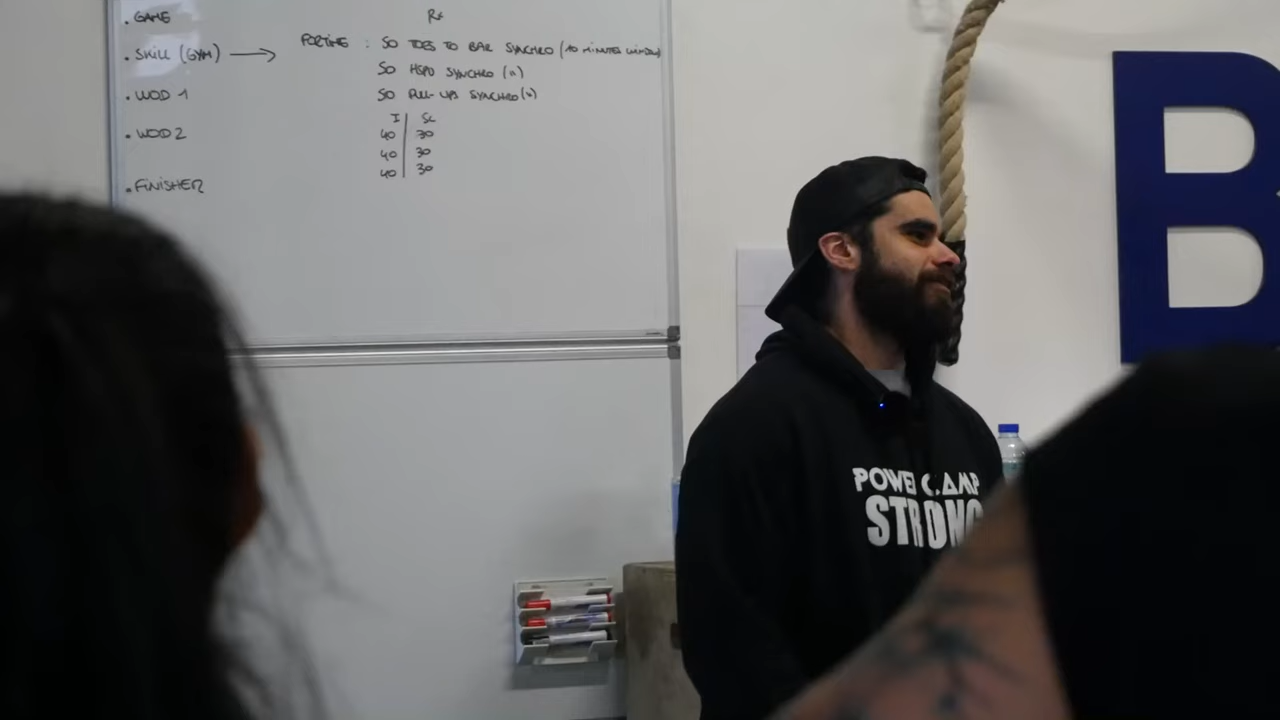 . GAME
. SKILL (GYM) →
. WOD 1
. WOD 2
. FINISHER
Rx
FORTIME : 50 TOES TO BAR SYNCHRO (10 MINUTES WINDOW)
50 HSPU SYNCHRO (")
50 PULL-UPS SYNCHRO (")
I | SC
40 | 30
40 | 30
40 | 30
POWER CAMP
STRONG
B